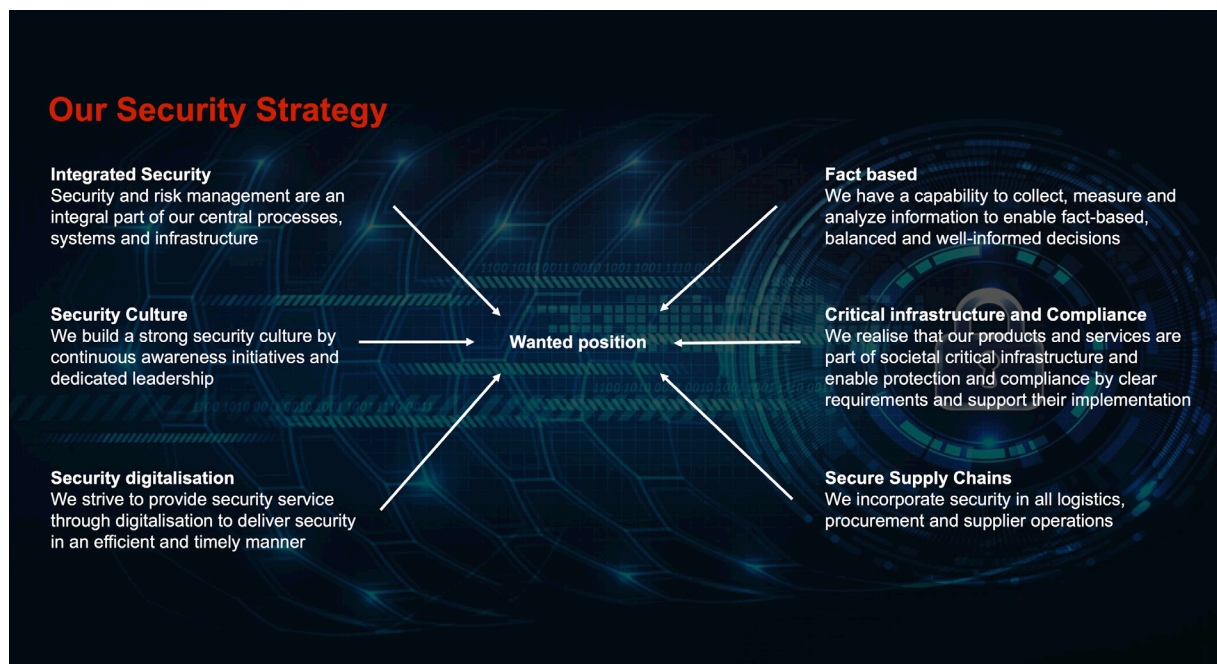 Our Security Strategy
Integrated Security
Security and risk management are an
integral part of our central processes,
systems and infrastructure
Security Culture
We build a strong security culture by
continuous awareness initiatives and
dedicated leadership
Security digitalisation
We strive to provide security service
through digitalisation to deliver security
in an efficient and timely manner
Wanted position
Fact based
We have a capability to collect, measure and
analyze information to enable fact-based,
balanced and well-informed decisions
Critical infrastructure and Compliance
We realise that our products and services are
part of societal critical infrastructure and
enable protection and compliance by clear
requirements and support their implementation
Secure Supply Chains
We incorporate security in all logistics,
procurement and supplier operations